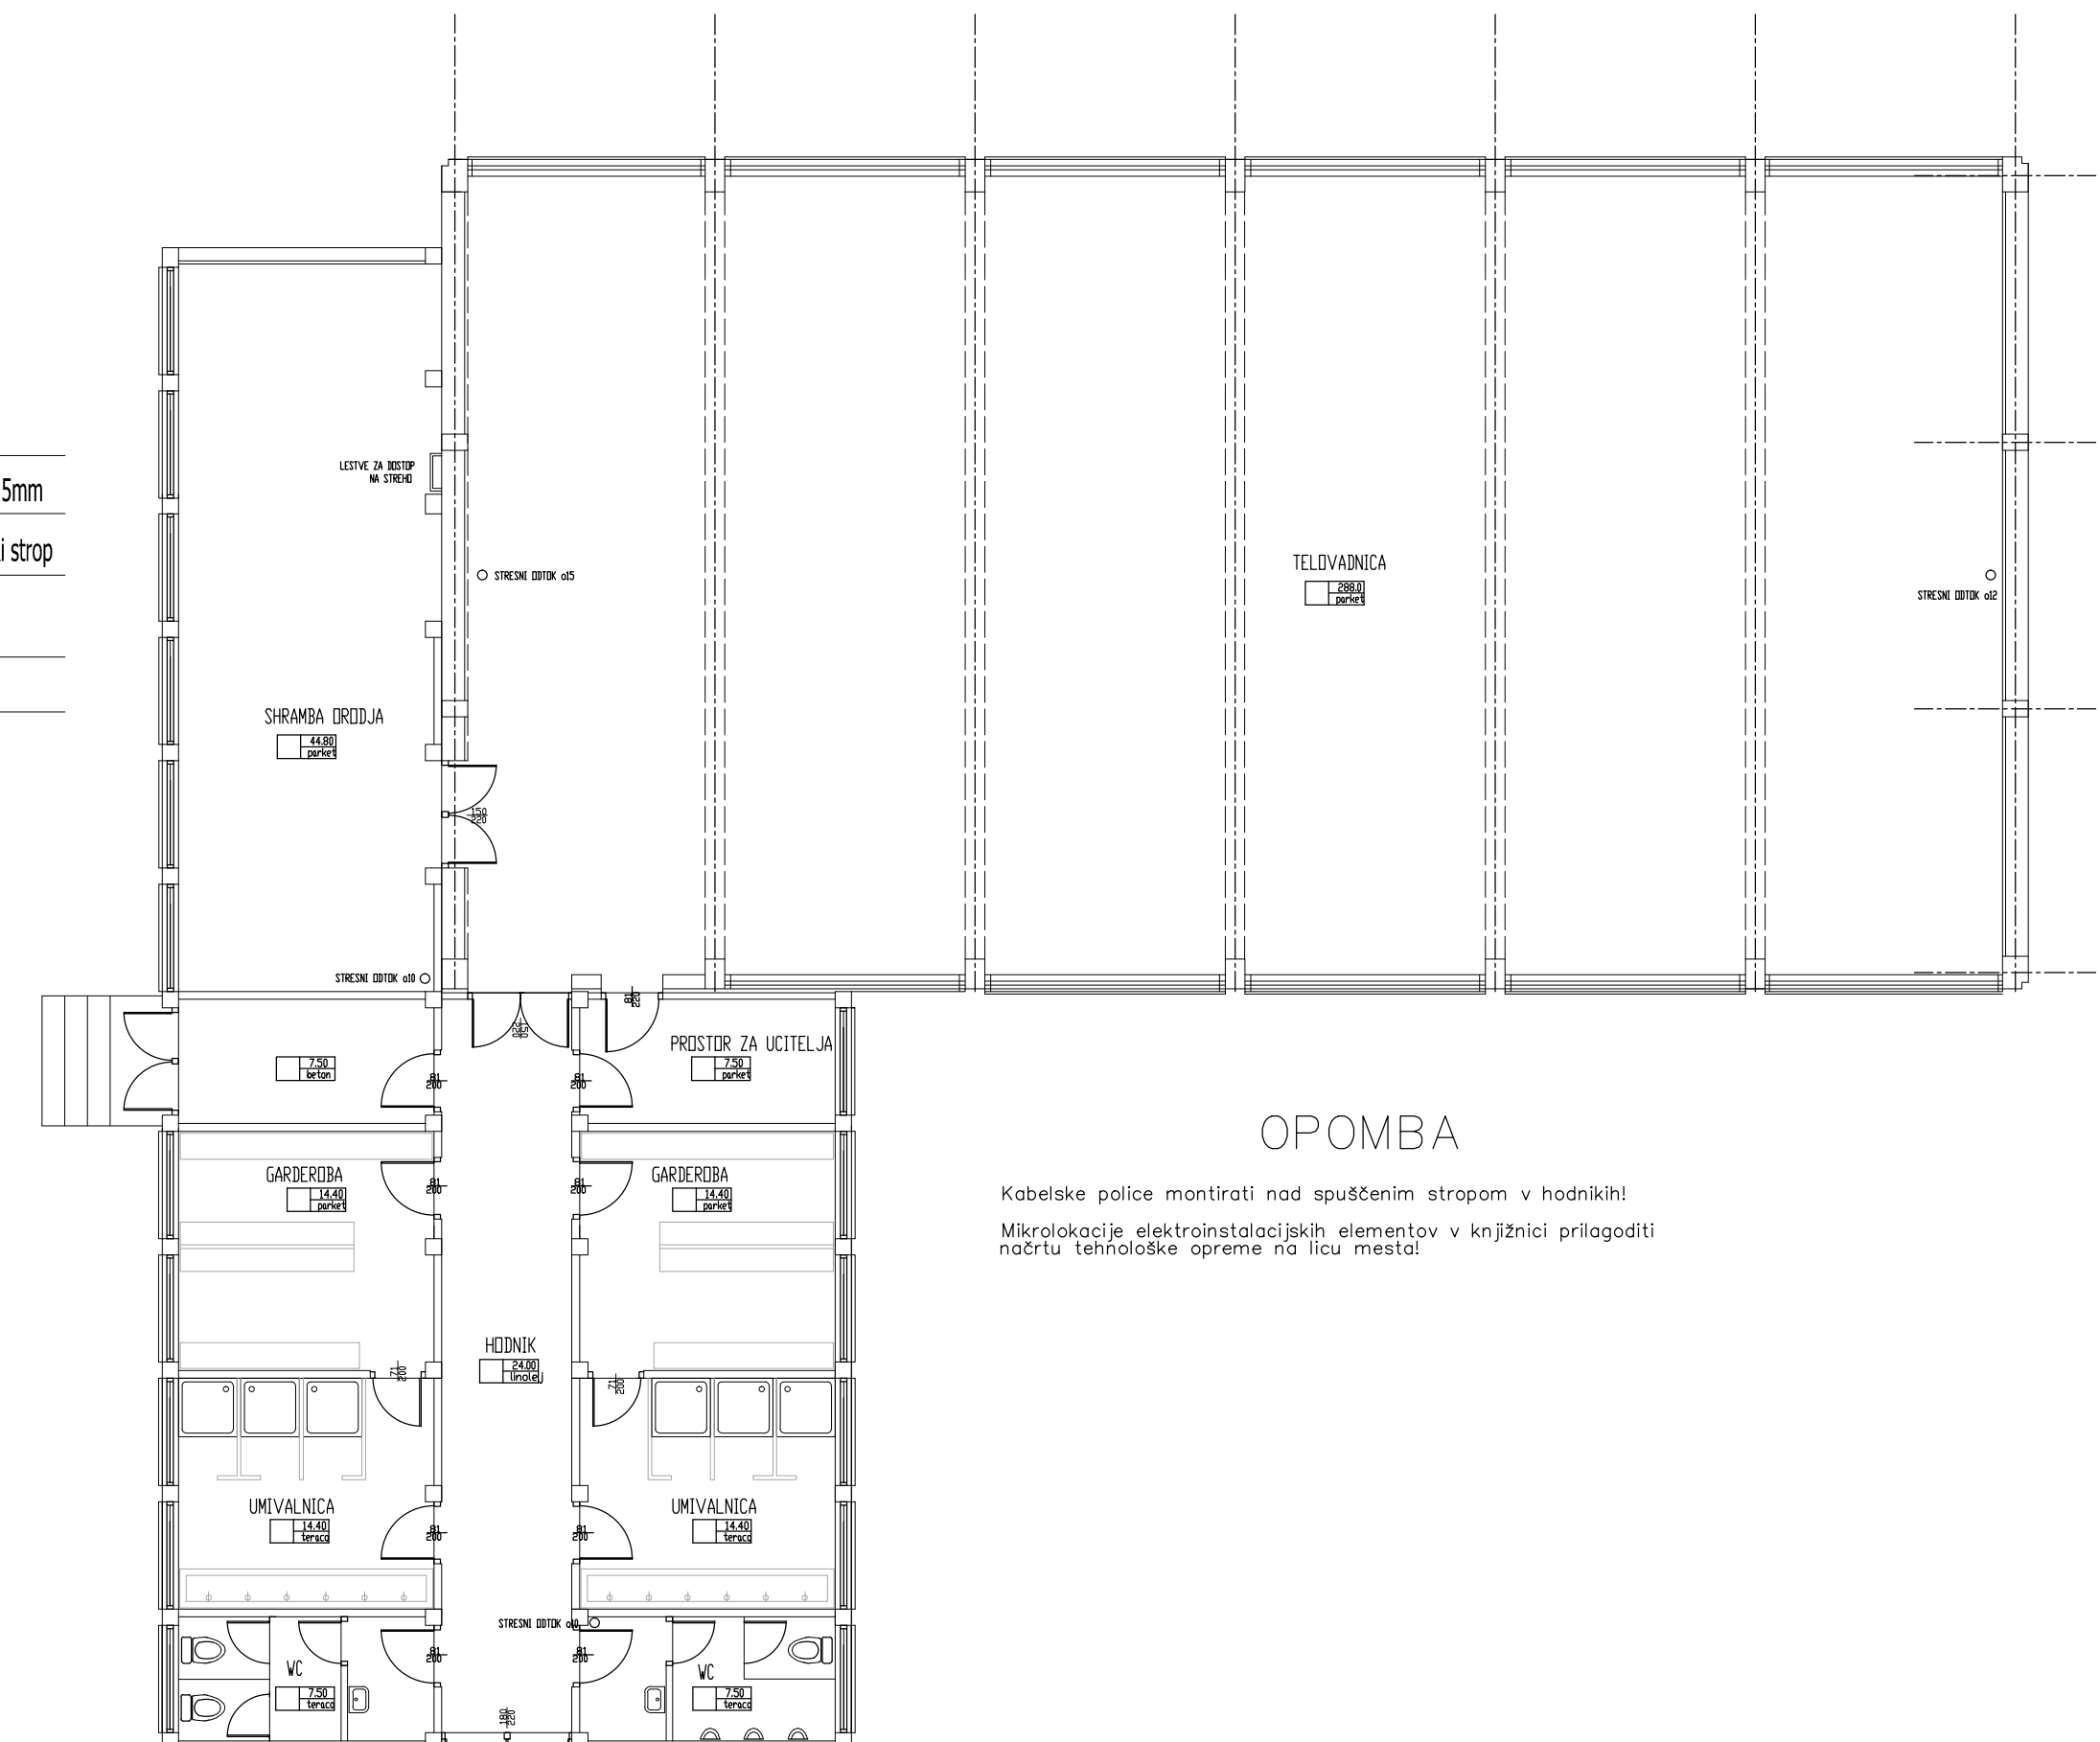 5mm
i strop
LESTVE ZA DOSTOP
NA STREHO
STRESNI ODTOK ø15
TELOVADNICA
288.0
parket
STRESNI ODTOK ø12
SHRAMBA ORODJA
44.80
parket
150
220
STRESNI ODTOK ø10
81
220
150
220
7.50
beton
81
200
81
200
PROSTOR ZA UCITELJA
7.50
parket
OPOMBA
Kabelske police montirati nad spuščenim stropom v hodnikih!
Mikrolokacije elektroinstalacijskih elementov v knjižnici prilagoditi
načrtu tehnološke opreme na licu mesta!
GARDEROBA
14.40
parket
81
200
81
200
GARDEROBA
14.40
parket
HODNIK
24.00
linolej
71
200
71
200
UMIVALNICA
14.40
teraco
81
200
81
200
UMIVALNICA
14.40
teraco
STRESNI ODTOK ø10
WC
7.50
teraco
81
200
81
200
WC
7.50
teraco
180
220